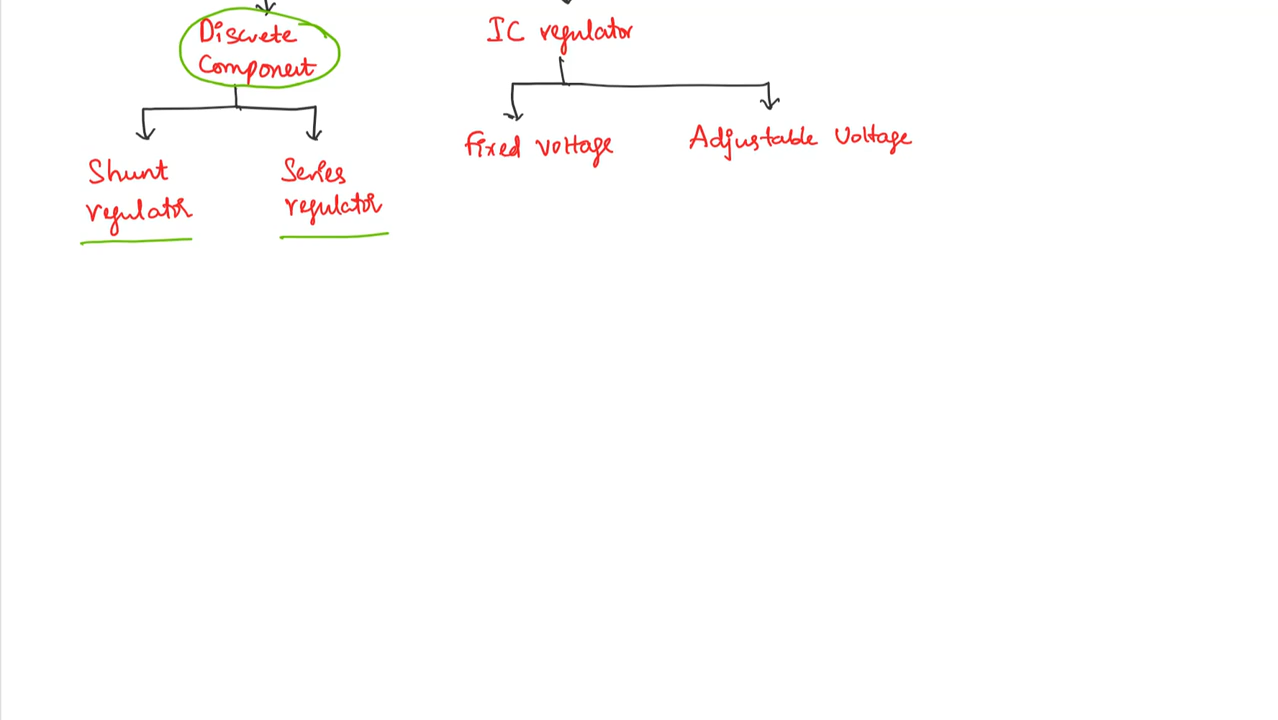 Discrete
Component
IC regulator
Fixed Voltage
Adjustable Voltage
Shunt
regulator
Series
regulator